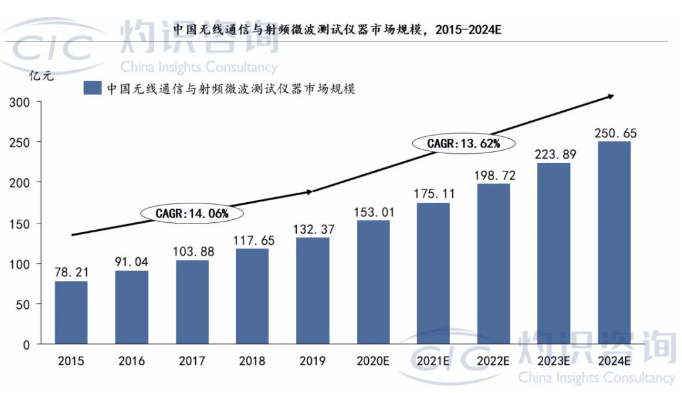 中国无线通信与射频微波测试仪器市场规模, 2015-2024E
CIC 灼识咨询
China Insights Consultancy
亿元
中国无线通信与射频微波测试仪器市场规模
300
250
200
150
100
50
0
CAGR:14.06%
CAGR:13.62%
78.21
91.04
103.88
117.65
132.37
153.01
175.11
198.72
223.89
250.65
2015
2016
2017
2018
2019
2020E
2021E
2022E
2023E
2024E
CIC 灼识咨询
China Insights Consultancy